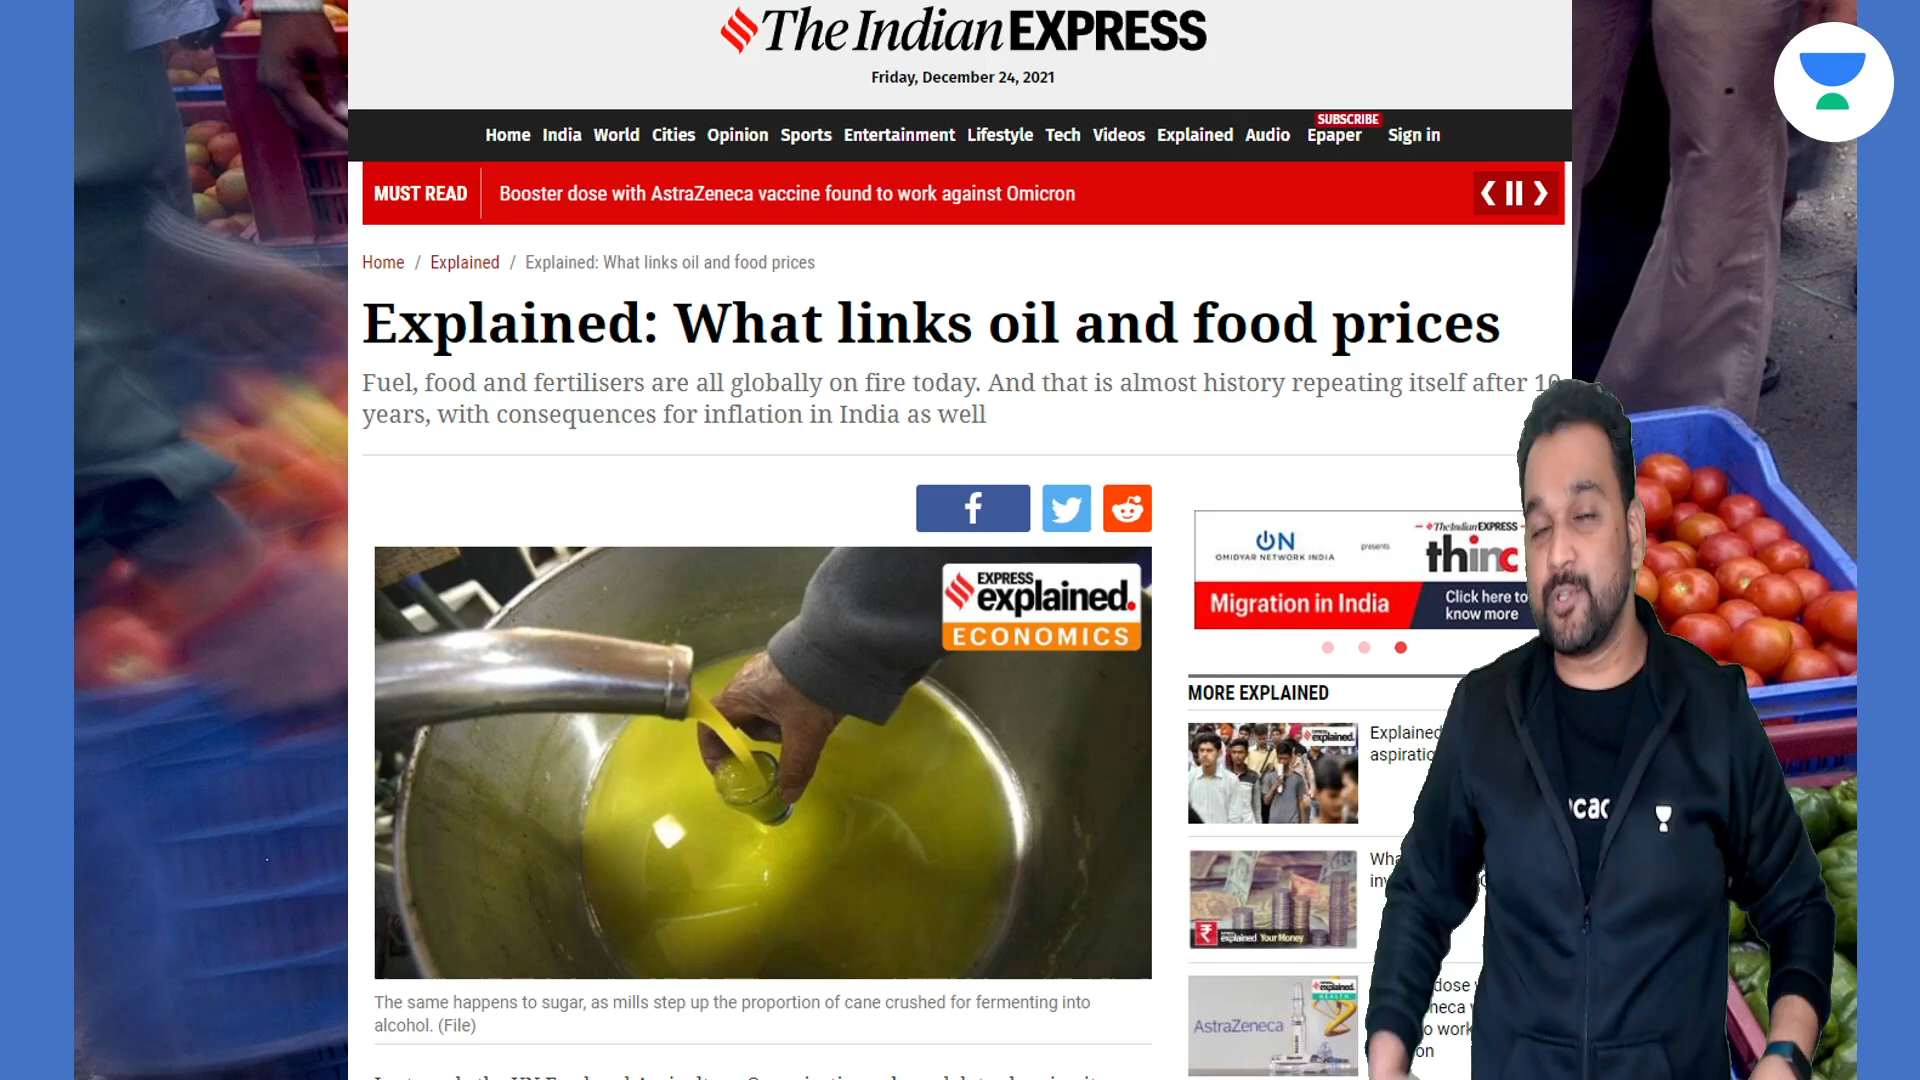 The Indian EXPRESS
Friday, December 24, 2021
SUBSCRIBE
Home India World Cities Opinion Sports Entertainment Lifestyle Tech Videos Explained Audio Epaper Sign in
MUST READ Booster dose with AstraZeneca vaccine found to work against Omicron
Home / Explained / Explained: What links oil and food prices
Explained: What links oil and food prices
Fuel, food and fertilisers are all globally on fire today. And that is almost history repeating itself after 10
years, with consequences for inflation in India as well
EXPRESS
explained.
ECONOMICS
The same happens to sugar, as mills step up the proportion of cane crushed for fermenting into
alcohol. (File)
ON
OMIDYAR NETWORK INDIA
presents
The Indian EXPRESS
thinc
Migration in India
Click here to
know more
MORE EXPLAINED
explained.
Explained
explained Your Money
explained.
HEALTH
AstraZeneca
dose